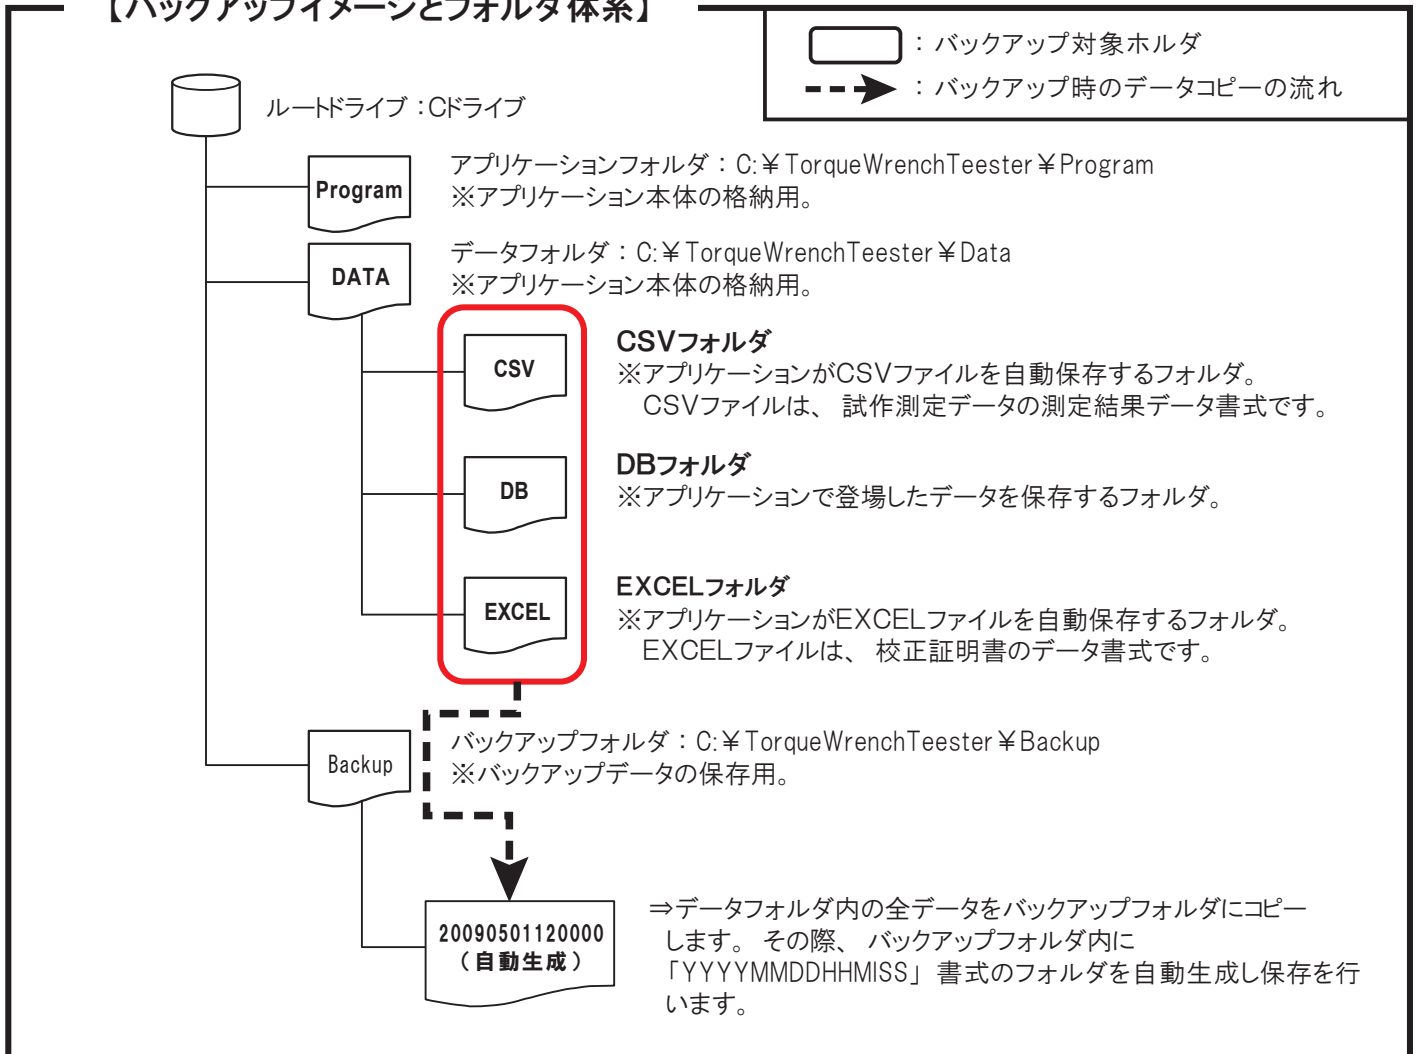 【バックアップイメージとフォルダ体系】
：バックアップ対象ホルダ
：バックアップ時のデータコピーの流れ
ルートドライブ：Cドライブ
Program
アプリケーションフォルダ：C:￥TorqueWrenchTeester￥Program
※アプリケーション本体の格納用。
DATA
データフォルダ：C:￥TorqueWrenchTeester￥Data
※アプリケーション本体の格納用。
CSV
CSVフォルダ
※アプリケーションがCSVファイルを自動保存するフォルダ。
CSVファイルは、試作測定データの測定結果データ書式です。
DB
DBフォルダ
※アプリケーションで登場したデータを保存するフォルダ。
EXCEL
EXCELフォルダ
※アプリケーションがEXCELファイルを自動保存するフォルダ。
EXCELファイルは、校正証明書のデータ書式です。
Backup
バックアップフォルダ：C:￥TorqueWrenchTeester￥Backup
※バックアップデータの保存用。
20090501120000
（自動生成）
⇒データフォルダ内の全データをバックアップフォルダにコピー
します。その際、バックアップフォルダ内に
「YYYYMMDDHHMISS」書式のフォルダを自動生成し保存を行
います。